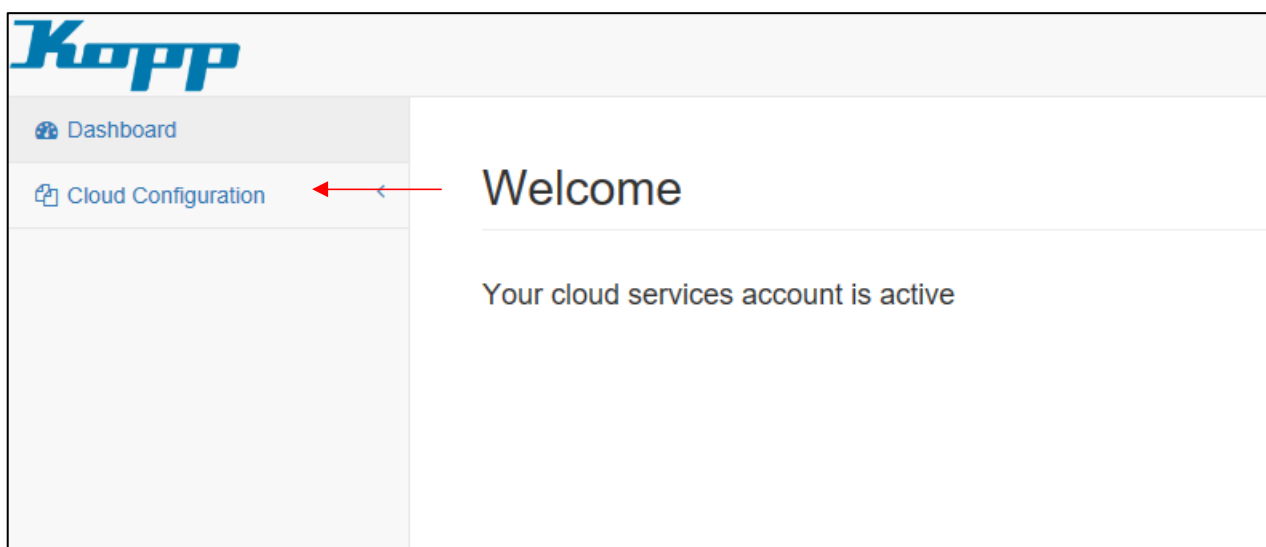 Kopp
Dashboard
Cloud Configuration
Welcome
Your cloud services account is active